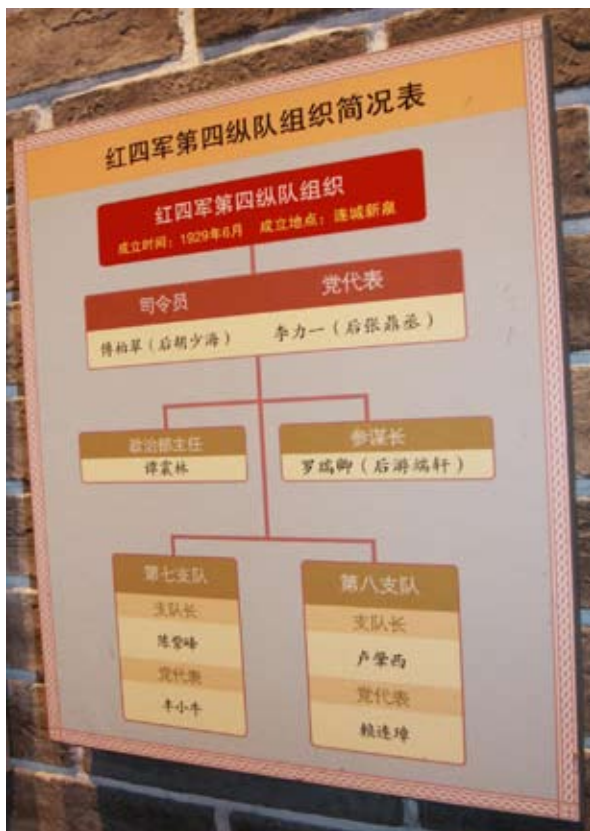 红四军第四纵队组织简况表
红四军第四纵队组织
成立时间：1929年6月 成立地点：连城新泉
司令员 党代表
傅柏翠（后胡少海） 李力一（后张鼎丞）
政治部主任 参谋长
谭震林 罗瑞卿（后游端轩）
第七支队 第八支队
支队长 支队长
陈紫峰 卢肇西
党代表 党代表
李小牛 赖连璋